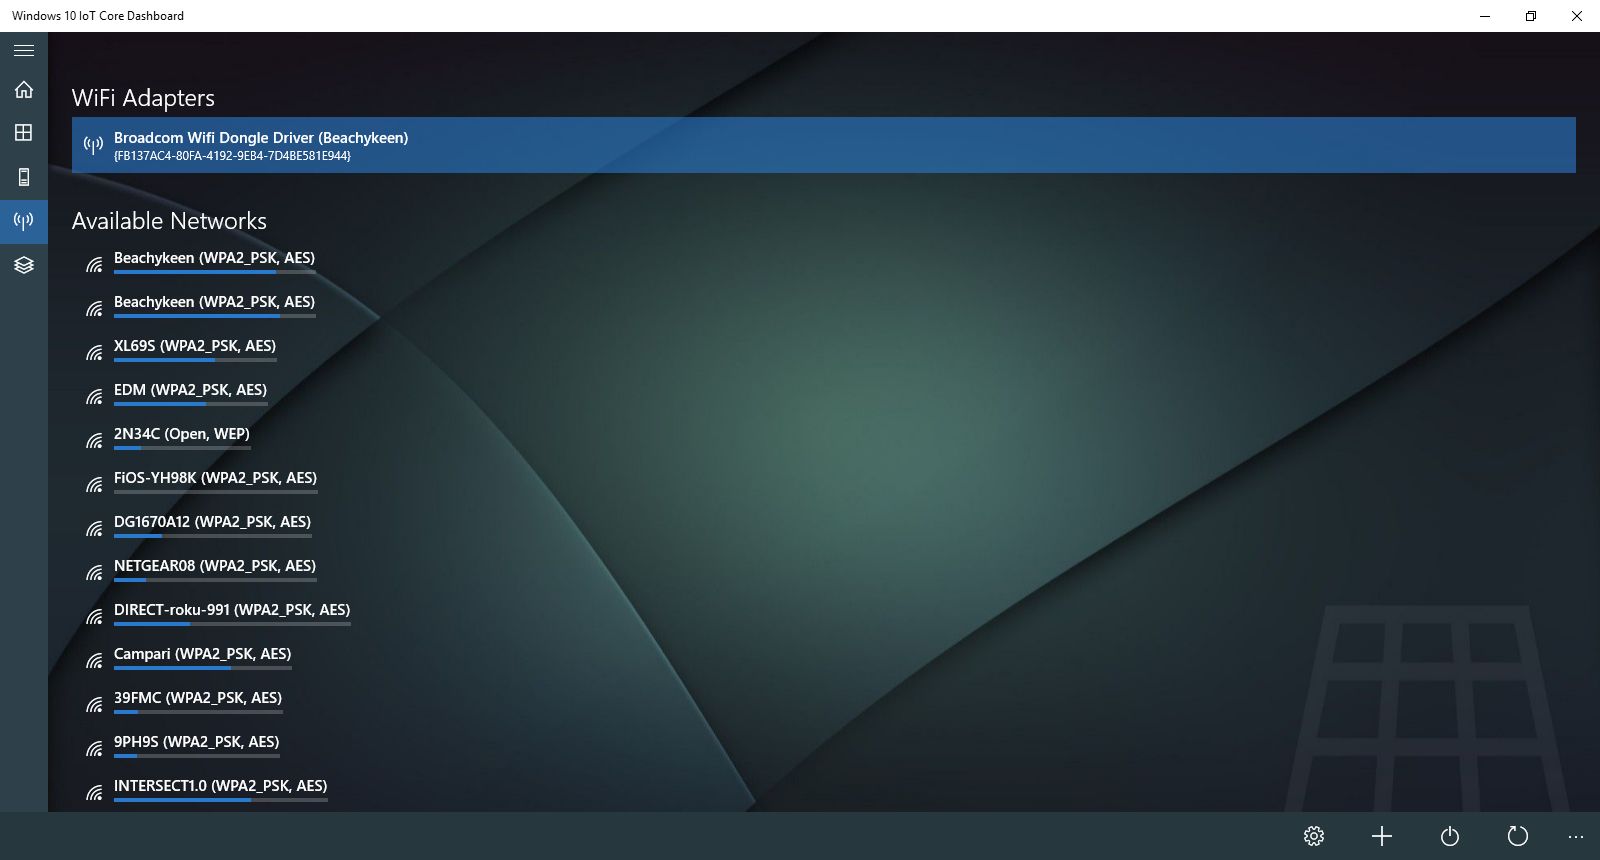 Windows 10 IoT Core Dashboard
WiFi Adapters
Broadcom Wifi Dongle Driver (Beachykeen)
{FB137AC4-80FA-4192-9EB4-7D4BE581E944}
Available Networks
Beachykeen (WPA2_PSK, AES)
Beachykeen (WPA2_PSK, AES)
XL69S (WPA2_PSK, AES)
EDM (WPA2_PSK, AES)
2N34C (Open, WEP)
FiOS-YH98K (WPA2_PSK, AES)
DG1670A12 (WPA2_PSK, AES)
NETGEAR08 (WPA2_PSK, AES)
DIRECT-roku-991 (WPA2_PSK, AES)
Campari (WPA2_PSK, AES)
39FMC (WPA2_PSK, AES)
9PH9S (WPA2_PSK, AES)
INTERSECT1.0 (WPA2_PSK, AES)